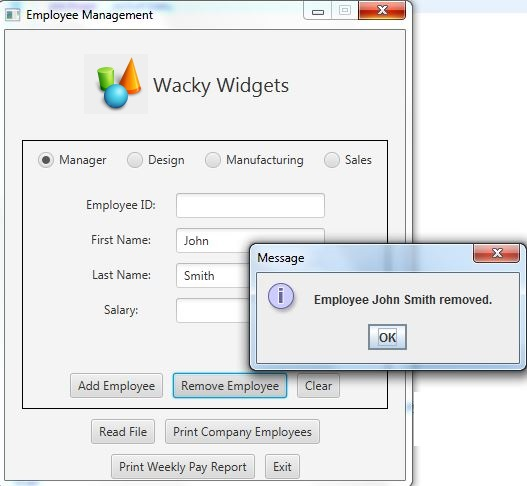 Employee Management
Wacky Widgets
Manager Design Manufacturing Sales
Employee ID:
First Name: John
Last Name: Smith
Salary:
Message
Employee John Smith removed.
OK
Add Employee Remove Employee Clear
Read File Print Company Employees
Print Weekly Pay Report Exit